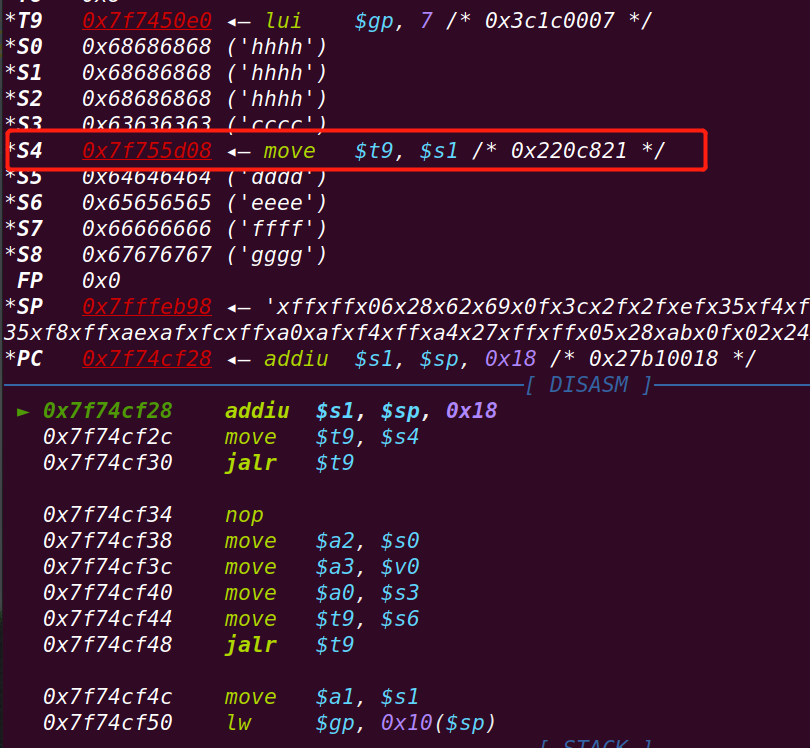 *T9 0x7f7450e0 ◂— lui $gp, 7 /* 0x3c1c0007 */
*S0 0x68686868 ('hhhh')
*S1 0x68686868 ('hhhh')
*S2 0x68686868 ('hhhh')
*S3 0x63636363 ('cccc')
*S4 0x7f755d08 ◂— move $t9, $s1 /* 0x220c821 */
*S5 0x64646464 ('dddd')
*S6 0x65656565 ('eeee')
*S7 0x66666666 ('ffff')
*S8 0x67676767 ('gggg')
FP 0x0
*SP 0x7fffeb98 ◂— 'xffxffx06x28x62x69x0fx3cx2fx2fxefx35xf4xf
35xf8xffxaexafxfcxffxa0xafxf4xffxa4x27xffxffx05x28xabx0fx02x24
*PC 0x7f74cf28 ◂— addiu $s1, $sp, 0x18 /* 0x27b10018 */
[ DISASM ]
► 0x7f74cf28 addiu $s1, $sp, 0x18
0x7f74cf2c move $t9, $s4
0x7f74cf30 jalr $t9
0x7f74cf34 nop
0x7f74cf38 move $a2, $s0
0x7f74cf3c move $a3, $v0
0x7f74cf40 move $a0, $s3
0x7f74cf44 move $t9, $s6
0x7f74cf48 jalr $t9
0x7f74cf4c move $a1, $s1
0x7f74cf50 lw $gp, 0x10($sp)
[ STACK ]